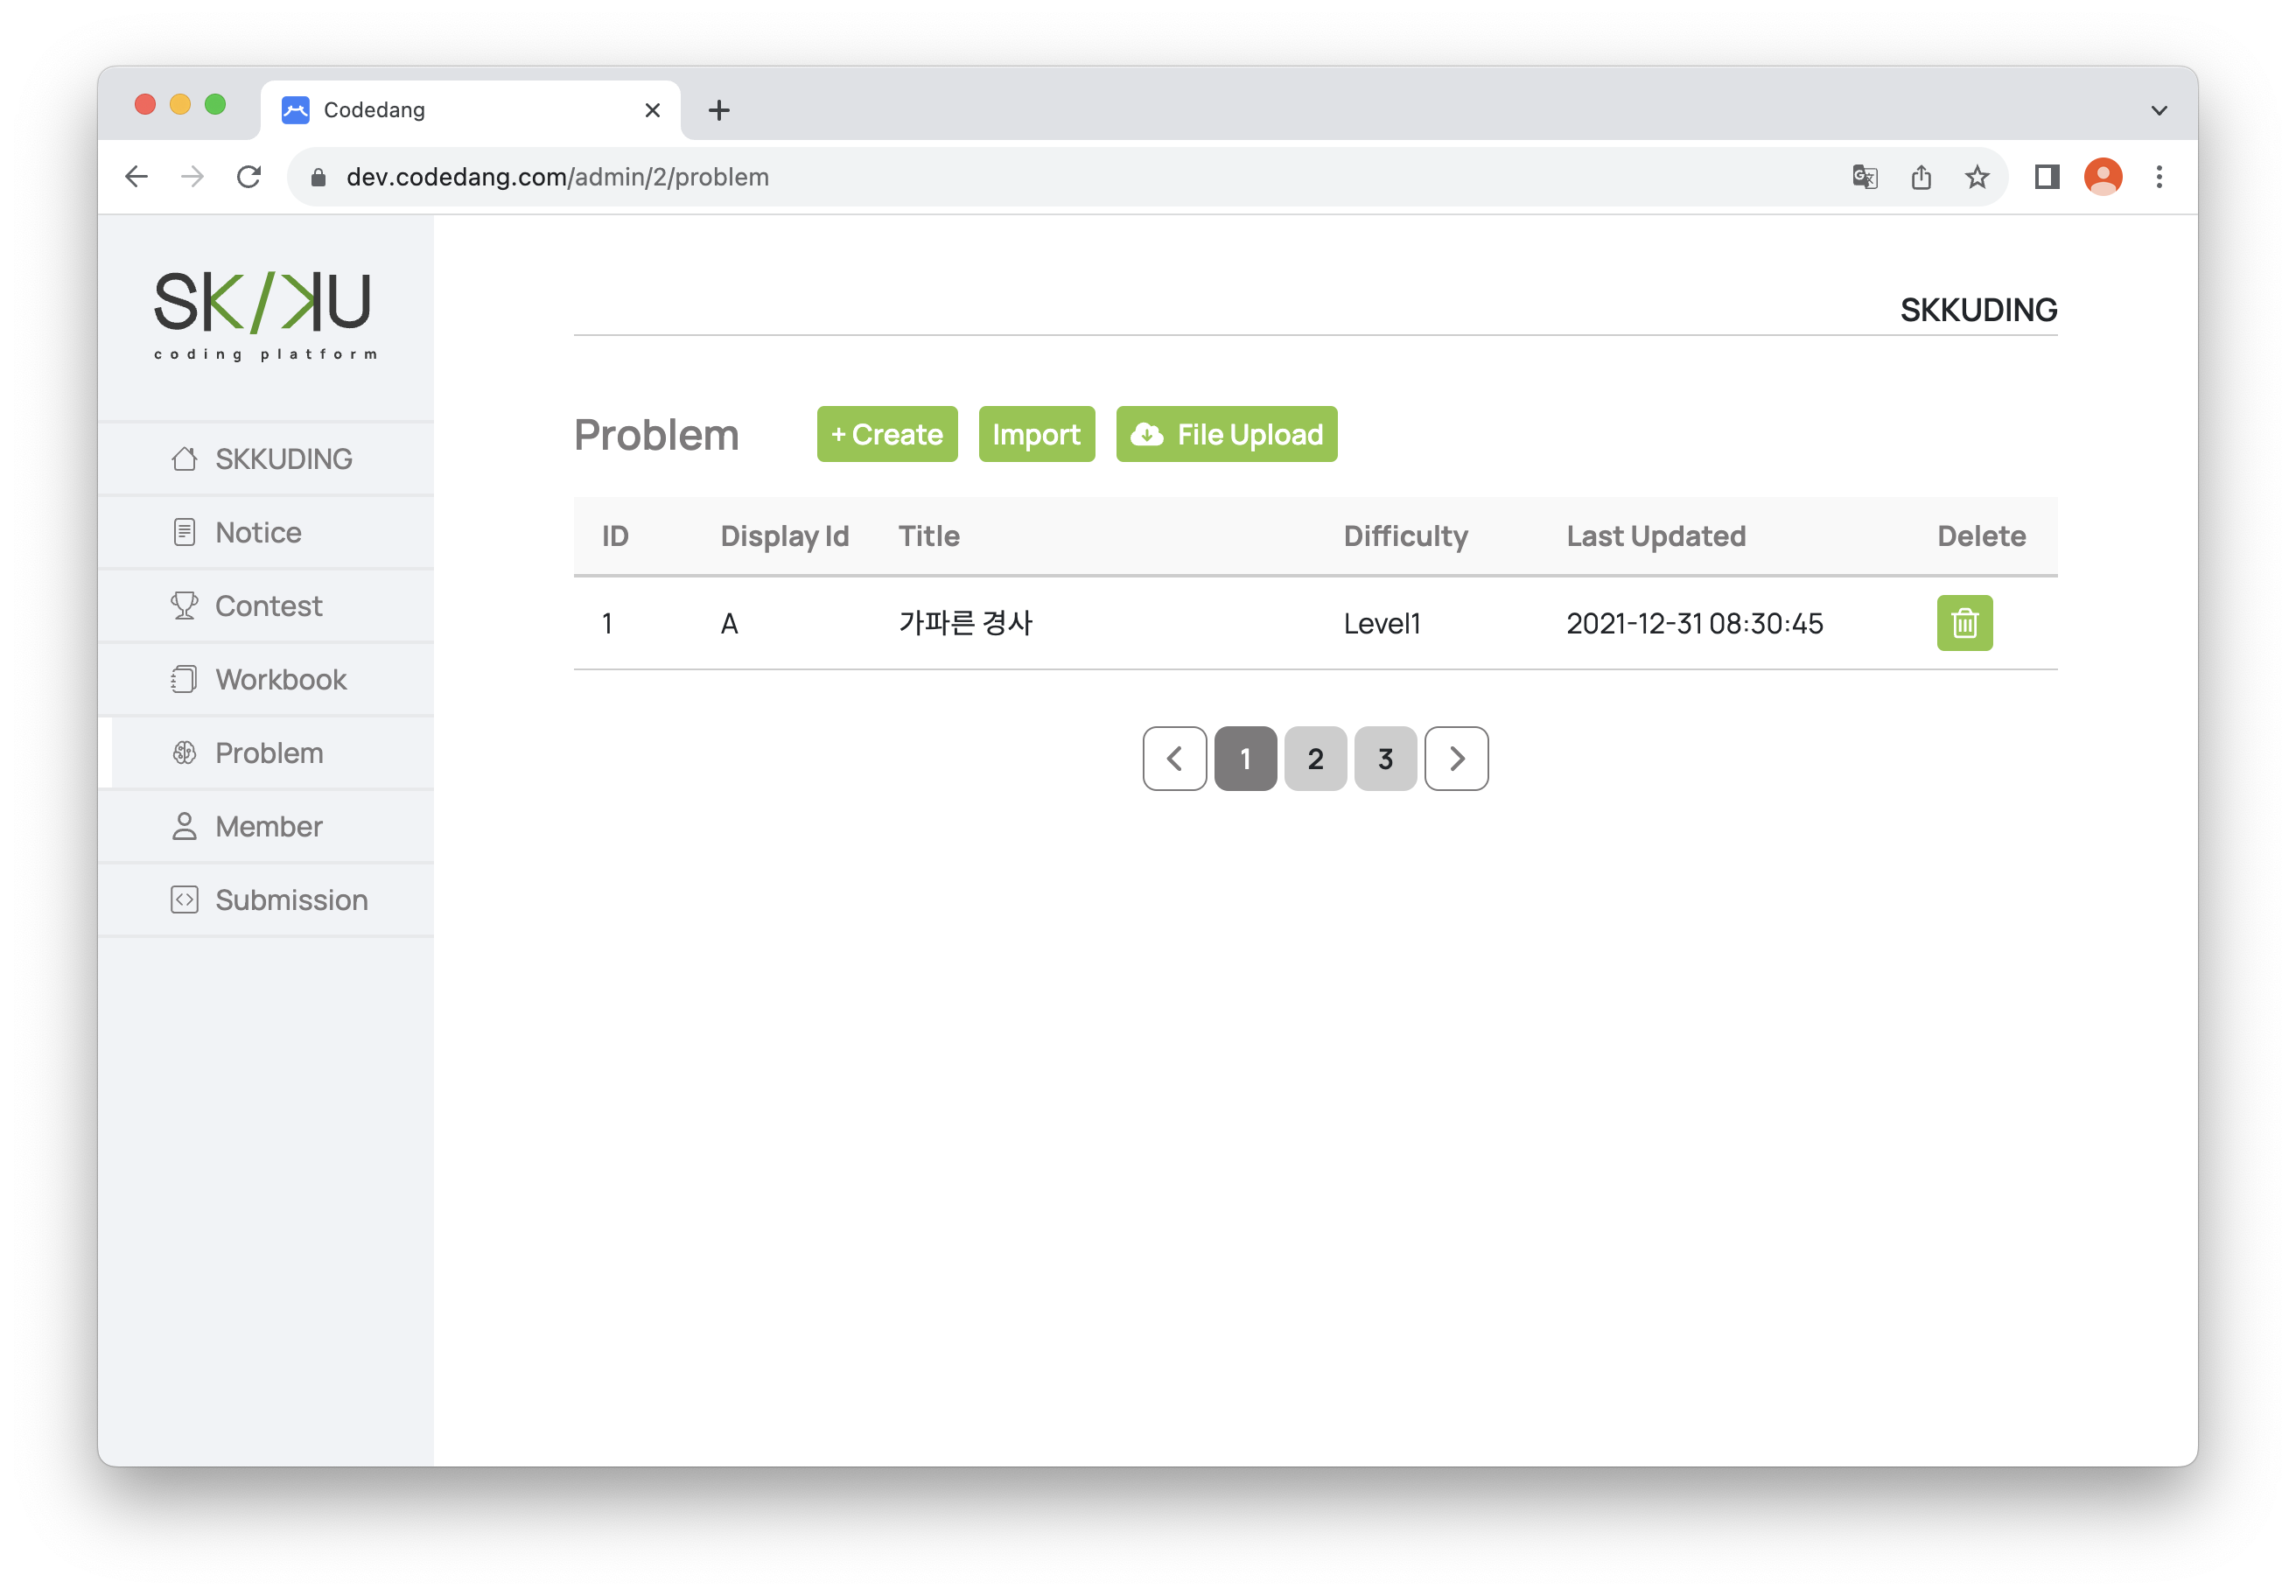 Codedang
dev.codedang.com/admin/2/problem
SK/KU
coding platform
SKKUDING
SKKUDING
Notice
Contest
Workbook
Problem
Member
Submission
Problem
+ Create
Import
File Upload
ID Display Id Title Difficulty Last Updated Delete
1 A 가파른 경사 Level1 2021-12-31 08:30:45
1 2 3